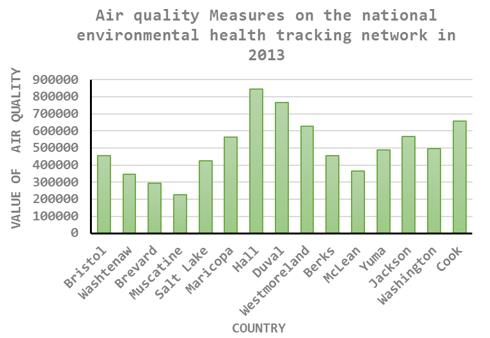 Air quality Measures on the national
environmental health tracking network in
2013
VALUE OF AIR QUALITY
900000
800000
700000
600000
500000
400000
300000
200000
100000
0
Bristol
Washtenaw
Brevard
Muscatine
Salt Lake
Maricopa
Hall
Duval
Westmoreland
Berks
McLean
Yuma
Jackson
Washington
Cook
COUNTRY